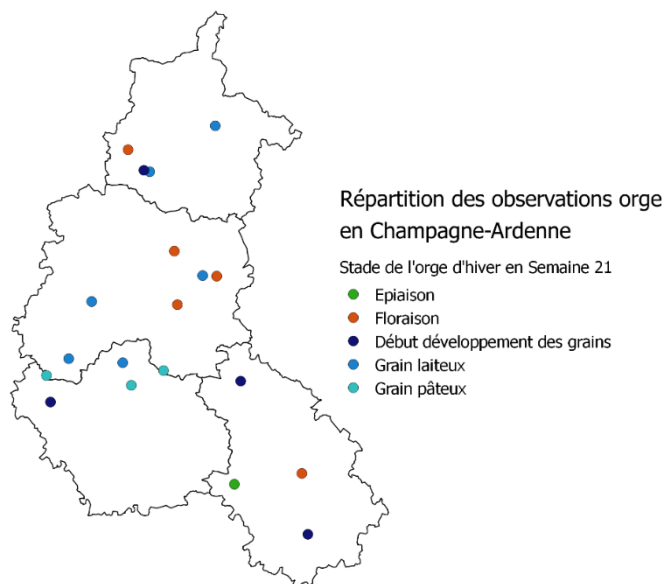 Répartition des observations orge
en Champagne-Ardenne
Stade de l'orge d'hiver en Semaine 21
Epiaison
Floraison
Début développement des grains
Grain laiteux
Grain pâteux